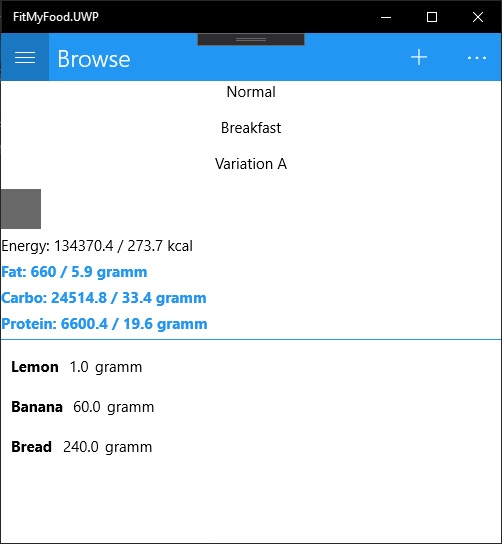 FitMyFood.UWP
Browse
Normal
Breakfast
Variation A
Energy: 134370.4 / 273.7 kcal
Fat: 660 / 5.9 gramm
Carbo: 24514.8 / 33.4 gramm
Protein: 6600.4 / 19.6 gramm
Lemon 1.0 gramm
Banana 60.0 gramm
Bread 240.0 gramm